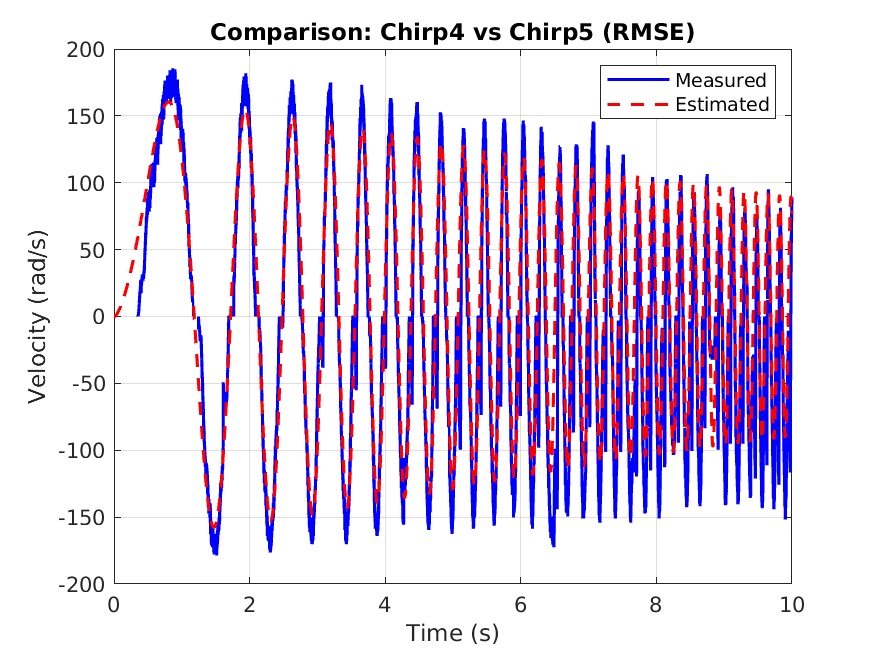 Comparison: Chirp4 vs Chirp5 (RMSE)
Measured
Estimated
200
150
100
50
0
-50
-100
-150
-200
Velocity (rad/s)
0 2 4 6 8 10
Time (s)